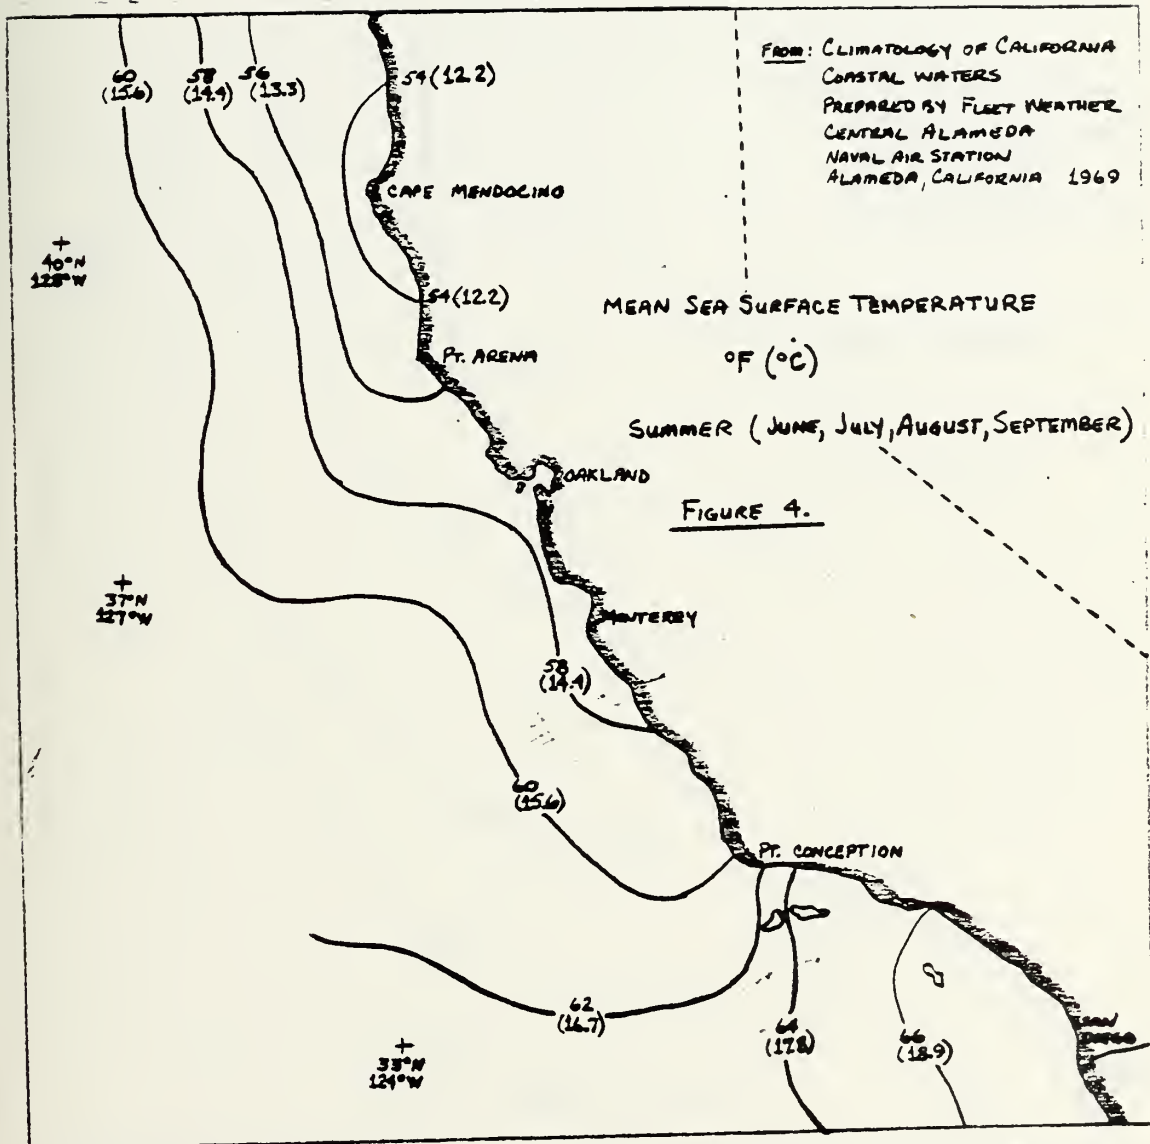 FROM: CLIMATOLOGY OF CALIFORNIA
COASTAL WATERS
PREPARED BY FLEET WEATHER
CENTRAL ALAMEDA
NAVAL AIR STATION
ALAMEDA, CALIFORNIA 1969
60
(15.6)
58
(14.4)
56
(13.3)
54 (12.2)
CAPE MENDOCINO
40°N
128°W
54 (12.2)
MEAN SEA SURFACE TEMPERATURE
°F (°C)
PT. ARENA
SUMMER (JUNE, JULY, AUGUST, SEPTEMBER)
OAKLAND
FIGURE 4.
37°N
127°W
MONTEREY
58
(14.4)
60
(15.6)
PT. CONCEPTION
62
(16.7)
64
(17.8)
66
(18.9)
SAN
DIEGO
33°N
124°W